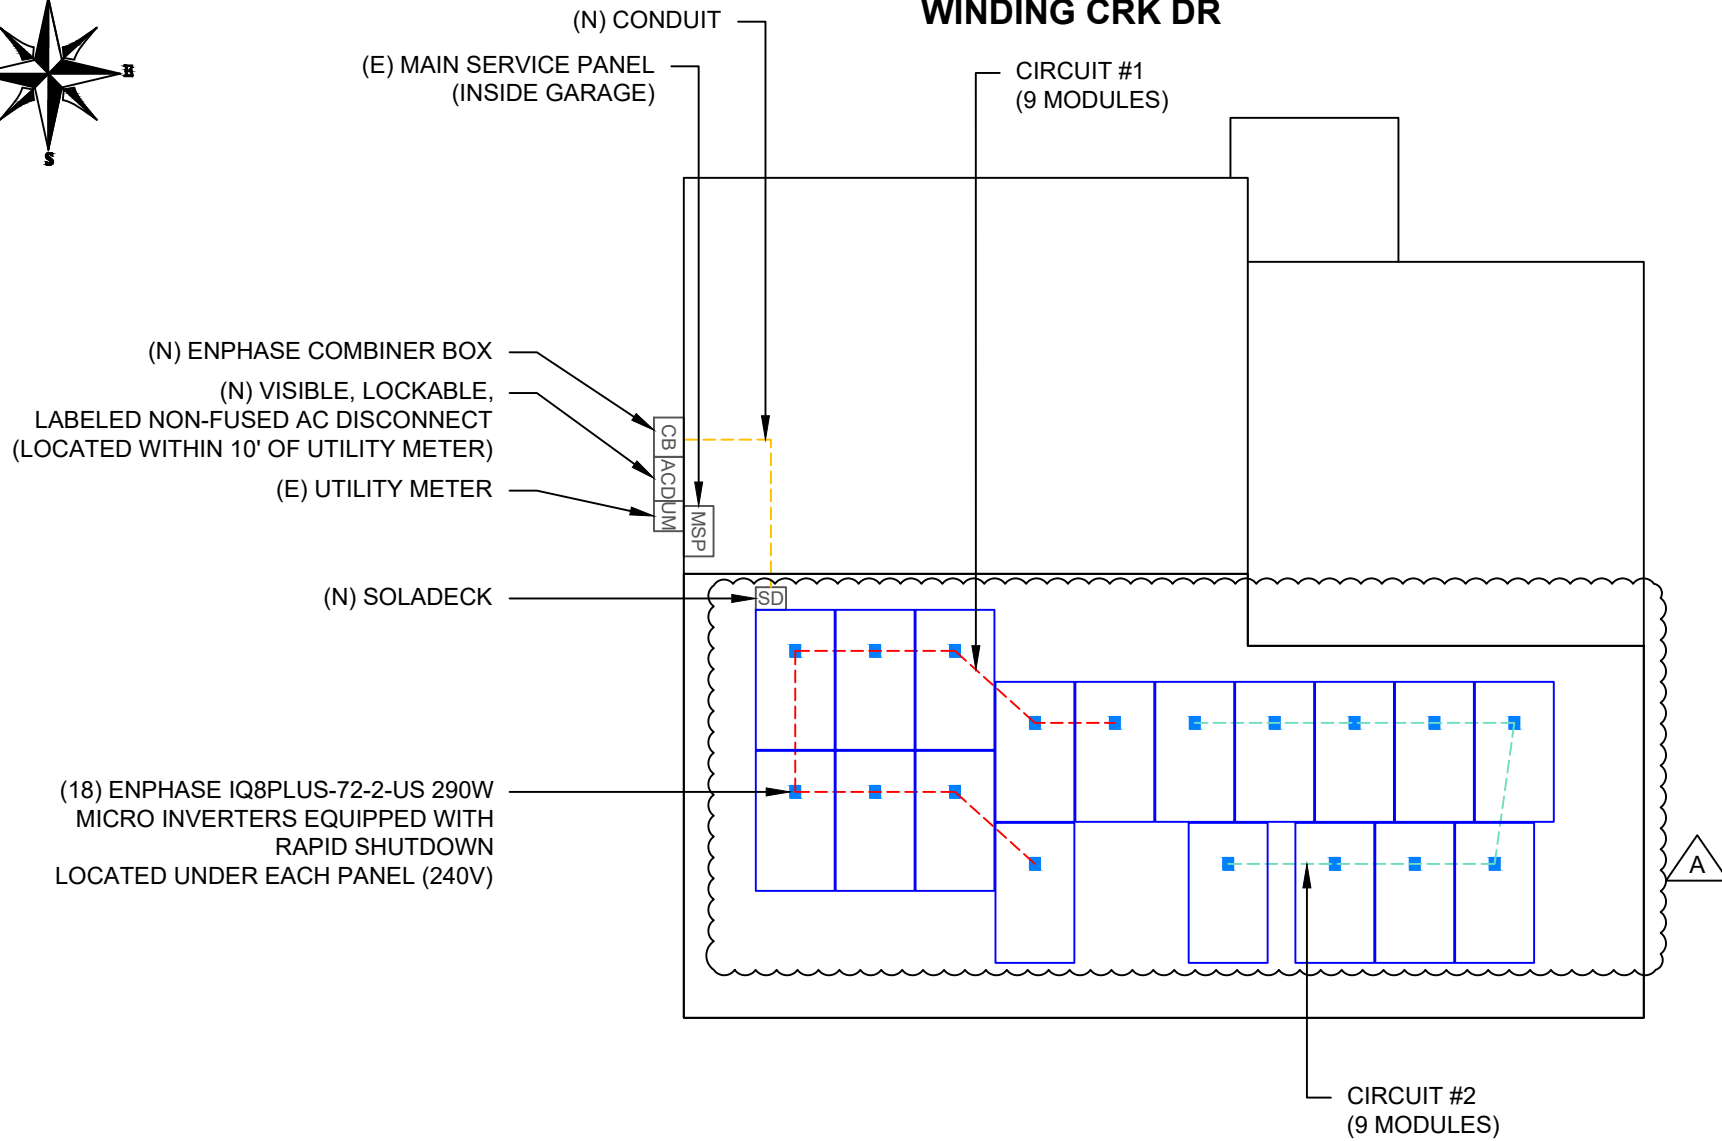 WINDING CRK DR
(N) CONDUIT
(E) MAIN SERVICE PANEL
(INSIDE GARAGE)
CIRCUIT #1
(9 MODULES)
E
S
(N) ENPHASE COMBINER BOX
(N) VISIBLE, LOCKABLE,
LABELED NON-FUSED AC DISCONNECT
(LOCATED WITHIN 10' OF UTILITY METER)
(E) UTILITY METER
CB
ACD
UM
MSP
(N) SOLADECK
SD
(18) ENPHASE IQ8PLUS-72-2-US 290W
MICRO INVERTERS EQUIPPED WITH
RAPID SHUTDOWN
LOCATED UNDER EACH PANEL (240V)
A
CIRCUIT #2
(9 MODULES)